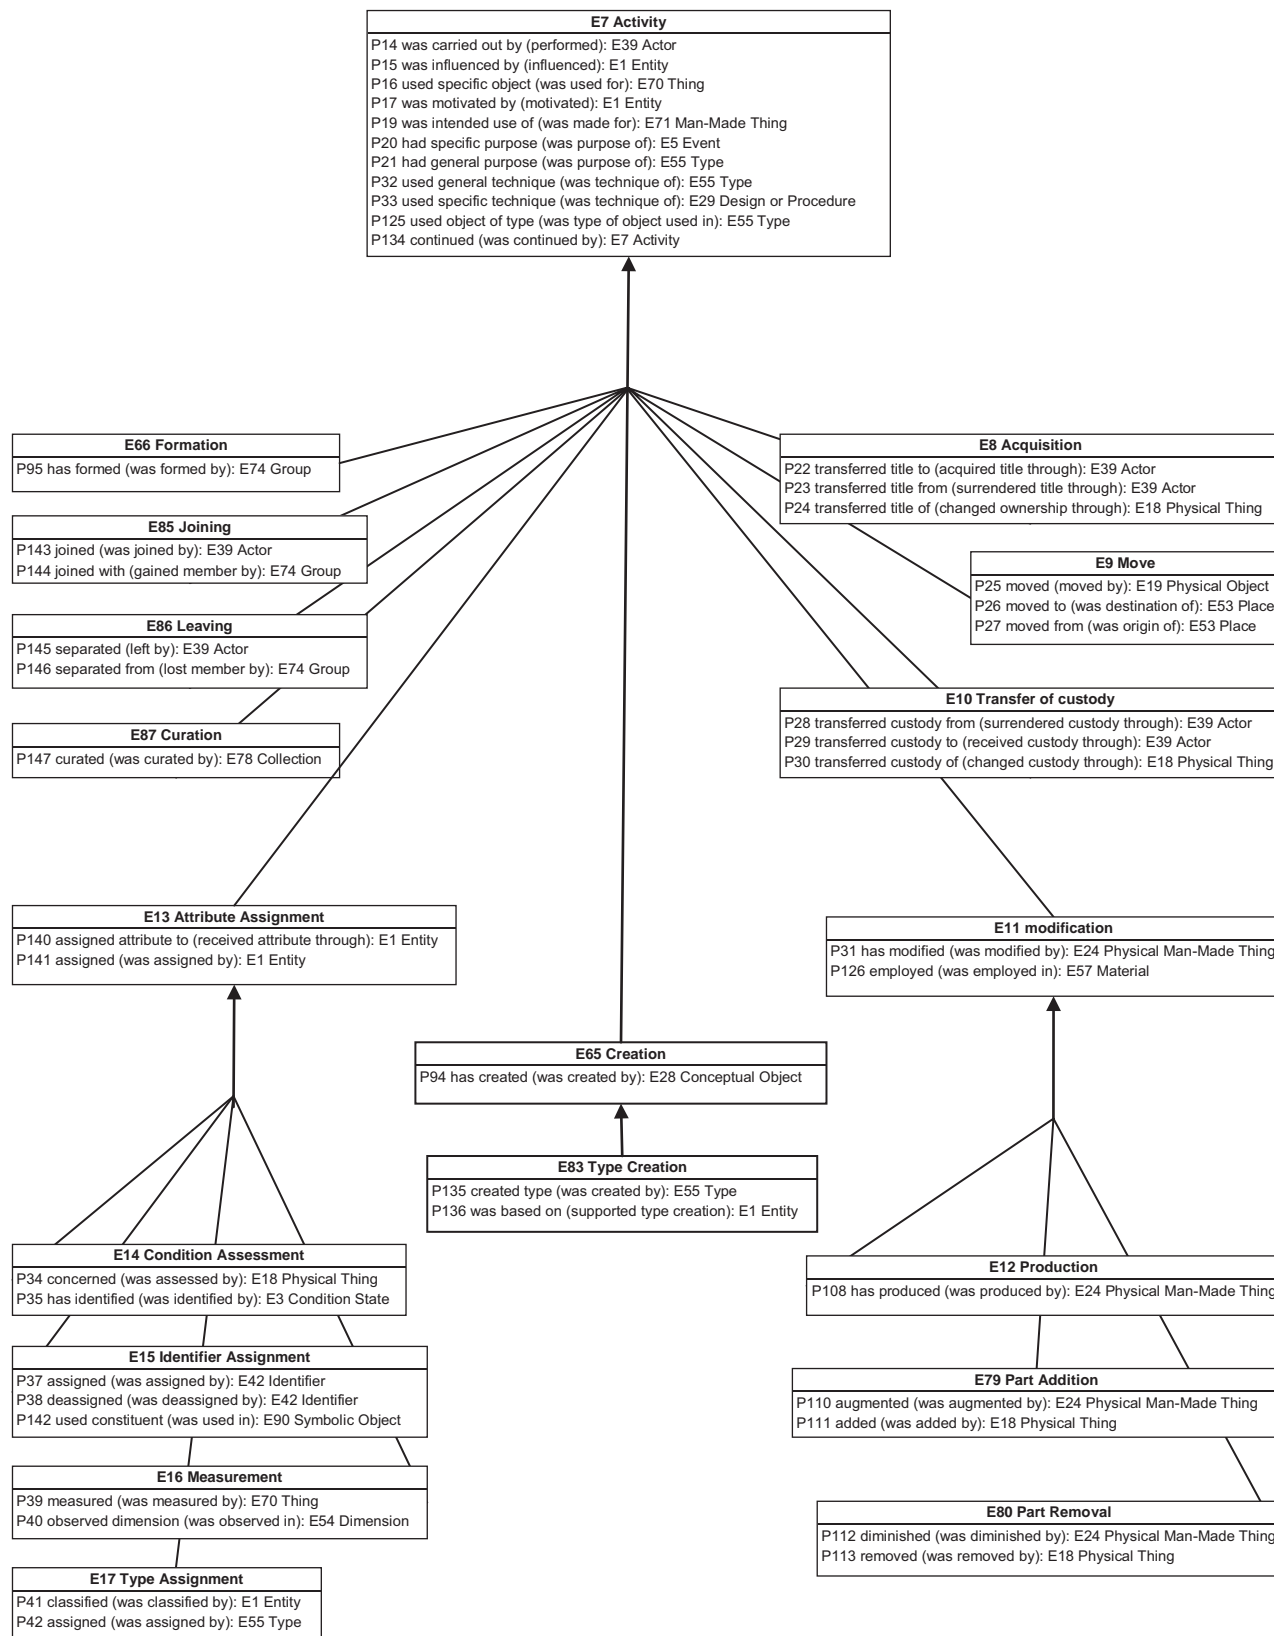 E7 Activity
P14 was carried out by (performed): E39 Actor
P15 was influenced by (influenced): E1 Entity
P16 used specific object (was used for): E70 Thing
P17 was motivated by (motivated): E1 Entity
P19 was intended use of (was made for): E71 Man-Made Thing
P20 had specific purpose (was purpose of): E5 Event
P21 had general purpose (was purpose of): E55 Type
P32 used general technique (was technique of): E55 Type
P33 used specific technique (was technique of): E29 Design or Procedure
P125 used object of type (was type of object used in): E55 Type
P134 continued (was continued by): E7 Activity
E66 Formation
P95 has formed (was formed by): E74 Group
E85 Joining
P143 joined (was joined by): E39 Actor
P144 joined with (gained member by): E74 Group
E86 Leaving
P145 separated (left by): E39 Actor
P146 separated from (lost member by): E74 Group
E87 Curation
P147 curated (was curated by): E78 Collection
E8 Acquisition
P22 transferred title to (acquired title through): E39 Actor
P23 transferred title from (surrendered title through): E39 Actor
P24 transferred title of (changed ownership through): E18 Physical Thing
E9 Move
P25 moved (moved by): E19 Physical Object
P26 moved to (was destination of): E53 Place
P27 moved from (was origin of): E53 Place
E10 Transfer of custody
P28 transferred custody from (surrendered custody through): E39 Actor
P29 transferred custody to (received custody through): E39 Actor
P30 transferred custody of (changed custody through): E18 Physical Thing
E13 Attribute Assignment
P140 assigned attribute to (received attribute through): E1 Entity
P141 assigned (was assigned by): E1 Entity
E11 modification
P31 has modified (was modified by): E24 Physical Man-Made Thing
P126 employed (was employed in): E57 Material
E65 Creation
P94 has created (was created by): E28 Conceptual Object
E83 Type Creation
P135 created type (was created by): E55 Type
P136 was based on (supported type creation): E1 Entity
E14 Condition Assessment
P34 concerned (was assessed by): E18 Physical Thing
P35 has identified (was identified by): E3 Condition State
E15 Identifier Assignment
P37 assigned (was assigned by): E42 Identifier
P38 deassigned (was deassigned by): E42 Identifier
P142 used constituent (was used in): E90 Symbolic Object
E16 Measurement
P39 measured (was measured by): E70 Thing
P40 observed dimension (was observed in): E54 Dimension
E17 Type Assignment
P41 classified (was classified by): E1 Entity
P42 assigned (was assigned by): E55 Type
E12 Production
P108 has produced (was produced by): E24 Physical Man-Made Thing
E79 Part Addition
P110 augmented (was augmented by): E24 Physical Man-Made Thing
P111 added (was added by): E18 Physical Thing
E80 Part Removal
P112 diminished (was diminished by): E24 Physical Man-Made Thing
P113 removed (was removed by): E18 Physical Thing